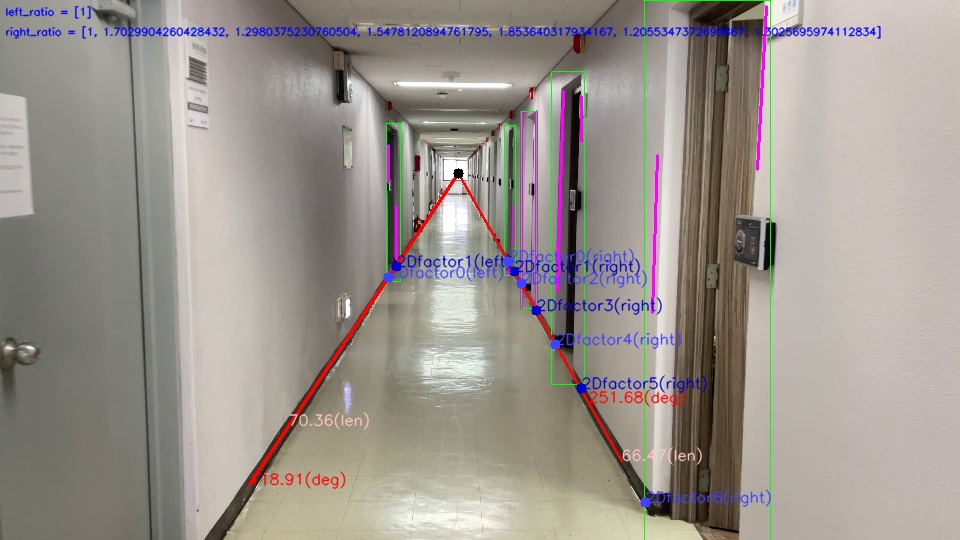 left_ratio = [1]
right_ratio = [1, 1.7029904260428432, 1.2980375230760504, 1.5478120894761795, 1.853640317934167, 1.2055347372699867, 1.3025695974112834]
2Dfactor0(right)
2Dfactor1(left)
2Dfactor1(right)
2Dfactor0(left)
2Dfactor2(right)
2Dfactor3(right)
2Dfactor4(right)
2Dfactor5(right)
251.68(deg)
70.36(len)
66.47(len)
118.91(deg)
2Dfactor6(right)